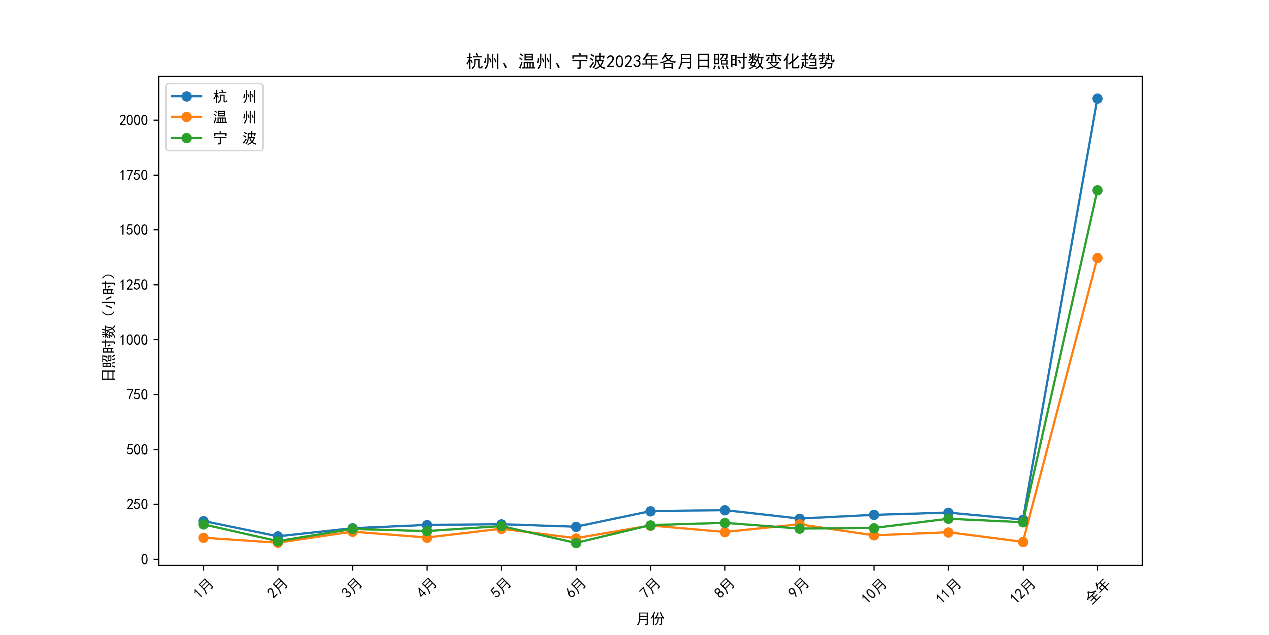 杭州、温州、宁波2023年各月日照时数变化趋势
杭 州
温 州
宁 波
2000
1750
1500
1250
1000
750
500
250
0
日照时数（小时）
1月
2月
3月
4月
5月
6月
7月
8月
9月
10月
11月
12月
全年
月份